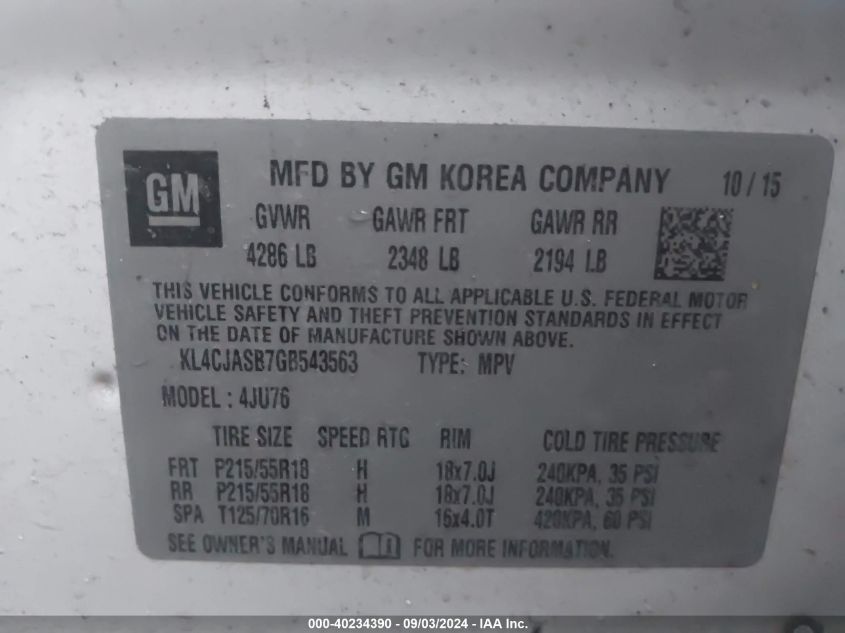 GM
MFD BY GM KOREA COMPANY 10 / 15
GVWR GAWR FRT GAWR RR
4286 LB 2348 LB 2194 LB
THIS VEHICLE CONFORMS TO ALL APPLICABLE U.S. FEDERAL MOTOR
VEHICLE SAFETY AND THEFT PREVENTION STANDARDS IN EFFECT
ON THE DATE OF MANUFACTURE SHOWN ABOVE.
KL4CJASB7GB543563 TYPE: MPV
MODEL : 4JU76
TIRE SIZE SPEED RTG RIM COLD TIRE PRESSURE
FRT P215/55R18 H 18x7.0J 240KPA, 35 PSI
RR P215/55R18 H 18x7.0J 240KPA, 35 PSI
SPA T125/70R16 M 16x4.0T 420KPA, 60 PSI
SEE OWNER'S MANUAL i FOR MORE INFORMATION.
000-40234390 - 09/03/2024 - IAA Inc.